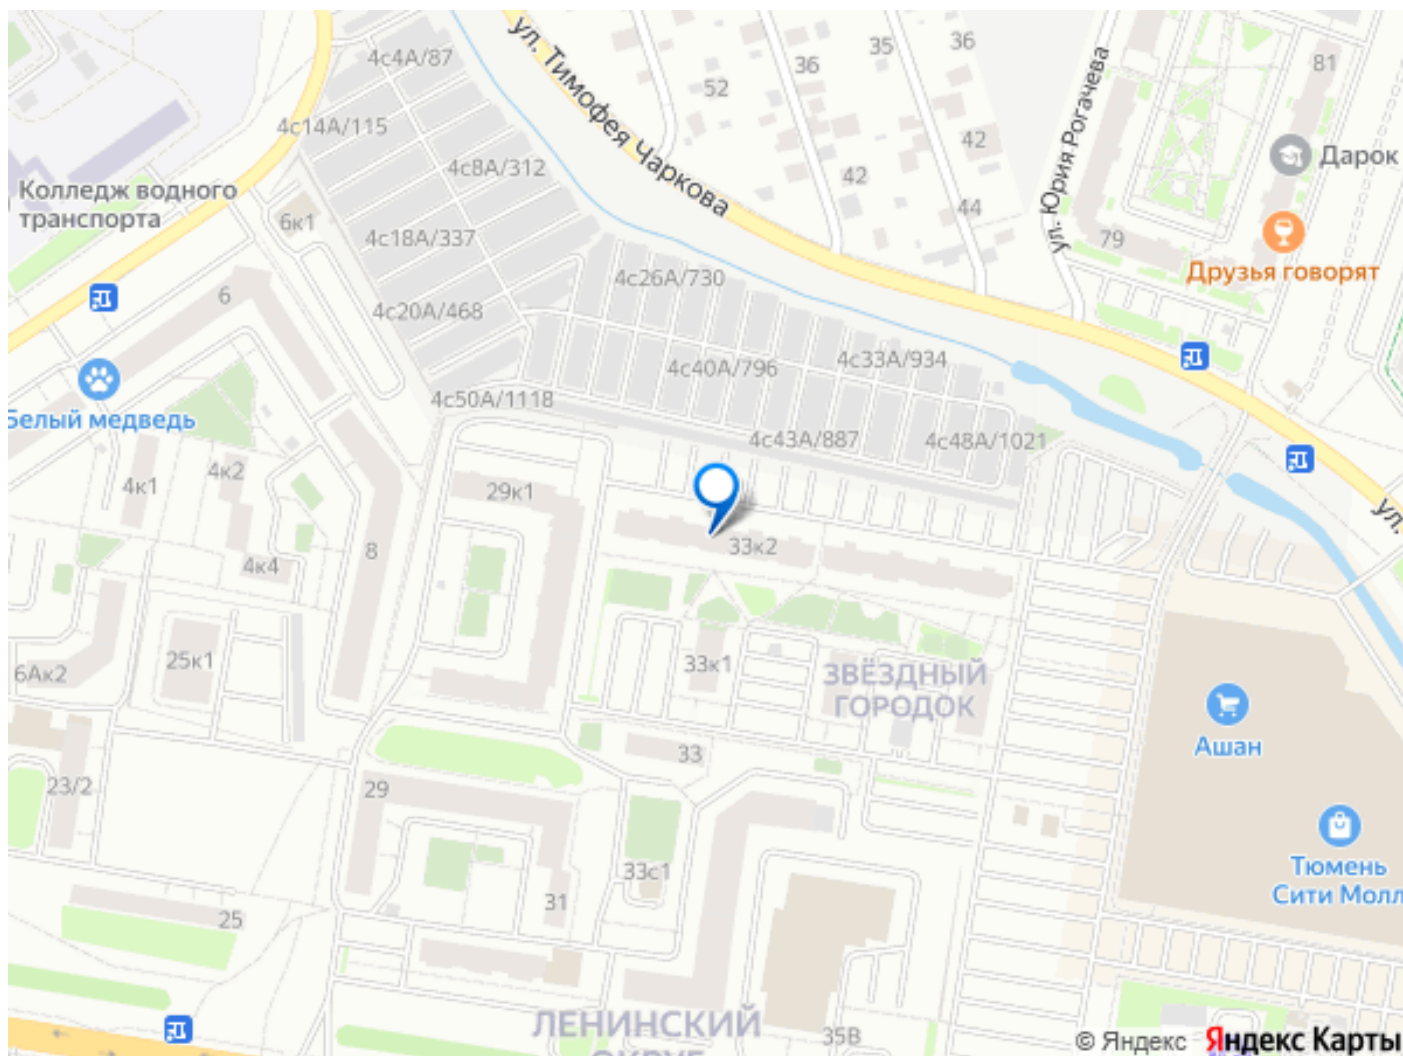 4с4А/87
ул. Тимофея Чаркова
36
35
36
52
81
4с14А/115
ул. Юрия Рогачева
42
Дарок
4с8А/312
42
Колледж водного
транспорта
6к1
44
4с18А/337
79
Друзья говорят
4с26А/730
6
4с20А/468
4с33А/934
4с40А/796
Белый медведь
4с50А/1118
4с43А/887
4с48А/1021
4к2
4к1
29к1
ул.
33к2
8
4к4
25к1
33к1
6Ак2
ЗВЁЗДНЫЙ
ГОРОДОК
Ашан
33
23/2
29
Тюмень
Сити Молл
33с1
31
25
ЛЕНИНСКИЙ
ОКРУГ
35В
© Яндекс Яндекс Карты